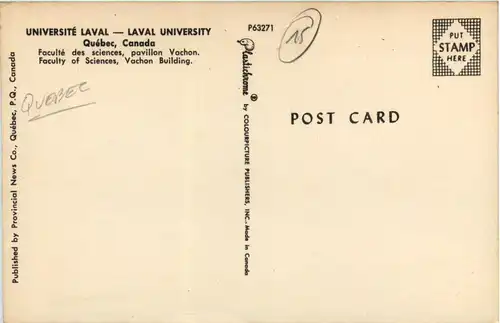 UNIVERSITÉ LAVAL — LAVAL UNIVERSITY
Québec, Canada
Faculté des sciences, pavillon Vachon.
Faculty of Sciences, Vachon Building.
QUEBEC
Published by Provincial News Co., Québec, P.Q., Canada
P63271
Plastichrome ® by COLOURPICTURE PUBLISHERS, INC. Made in Canada
15
PUT
STAMP
HERE
POST CARD